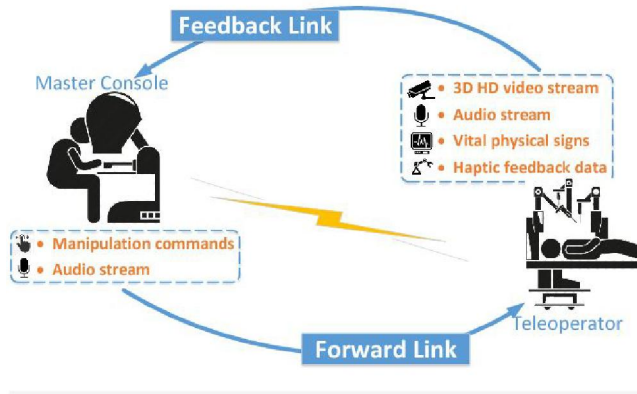 Feedback Link
Master Console
• 3D HD video stream
• Audio stream
• Vital physical signs
• Haptic feedback data
• Manipulation commands
• Audio stream
Teleoperator
Forward Link